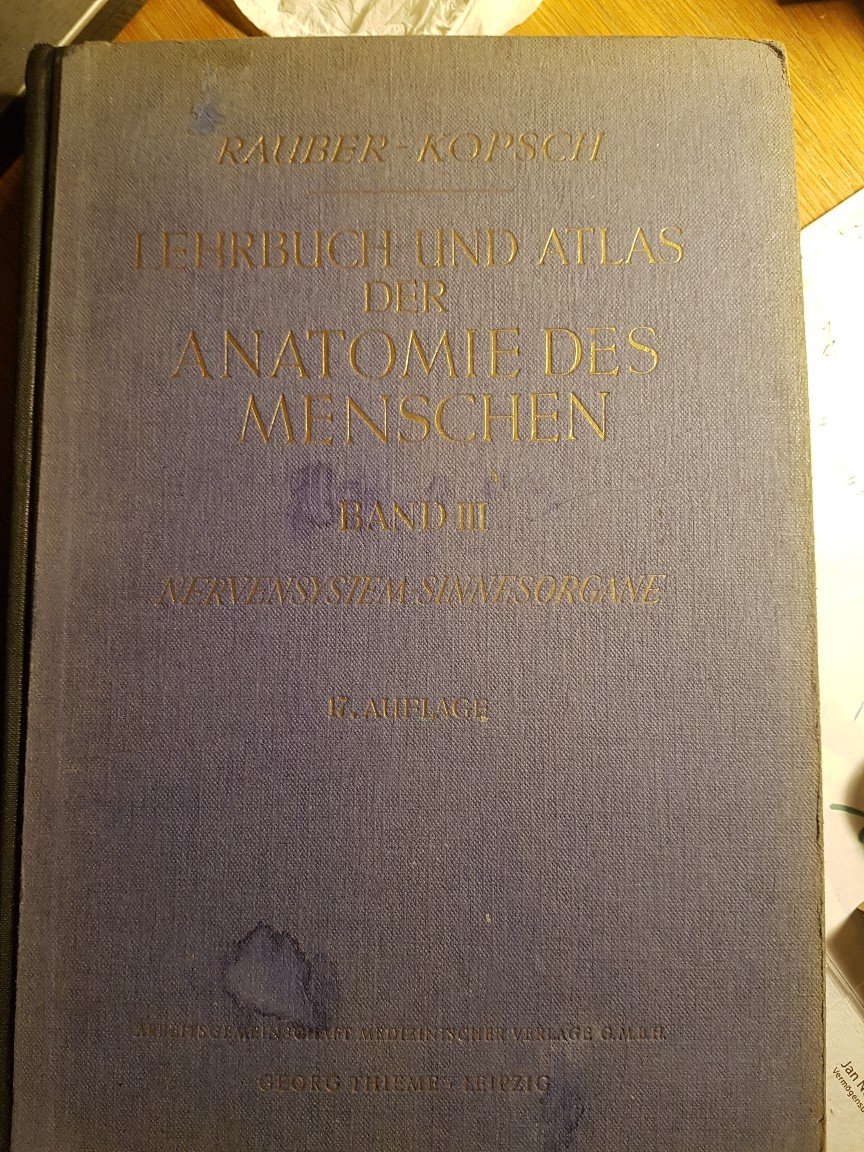 RAUBER-KOPSCH
LEHRBUCH UND ATLAS
DER
ANATOMIE DES
MENSCHEN
BAND III
NERVENSYSTEM·SINNESORGANE
17. AUFLAGE
ARBEITSGEMEINSCHAFT MEDIZINISCHER VERLAGE G.M.B.H.
GEORG THIEME · LEIPZIG
Jan